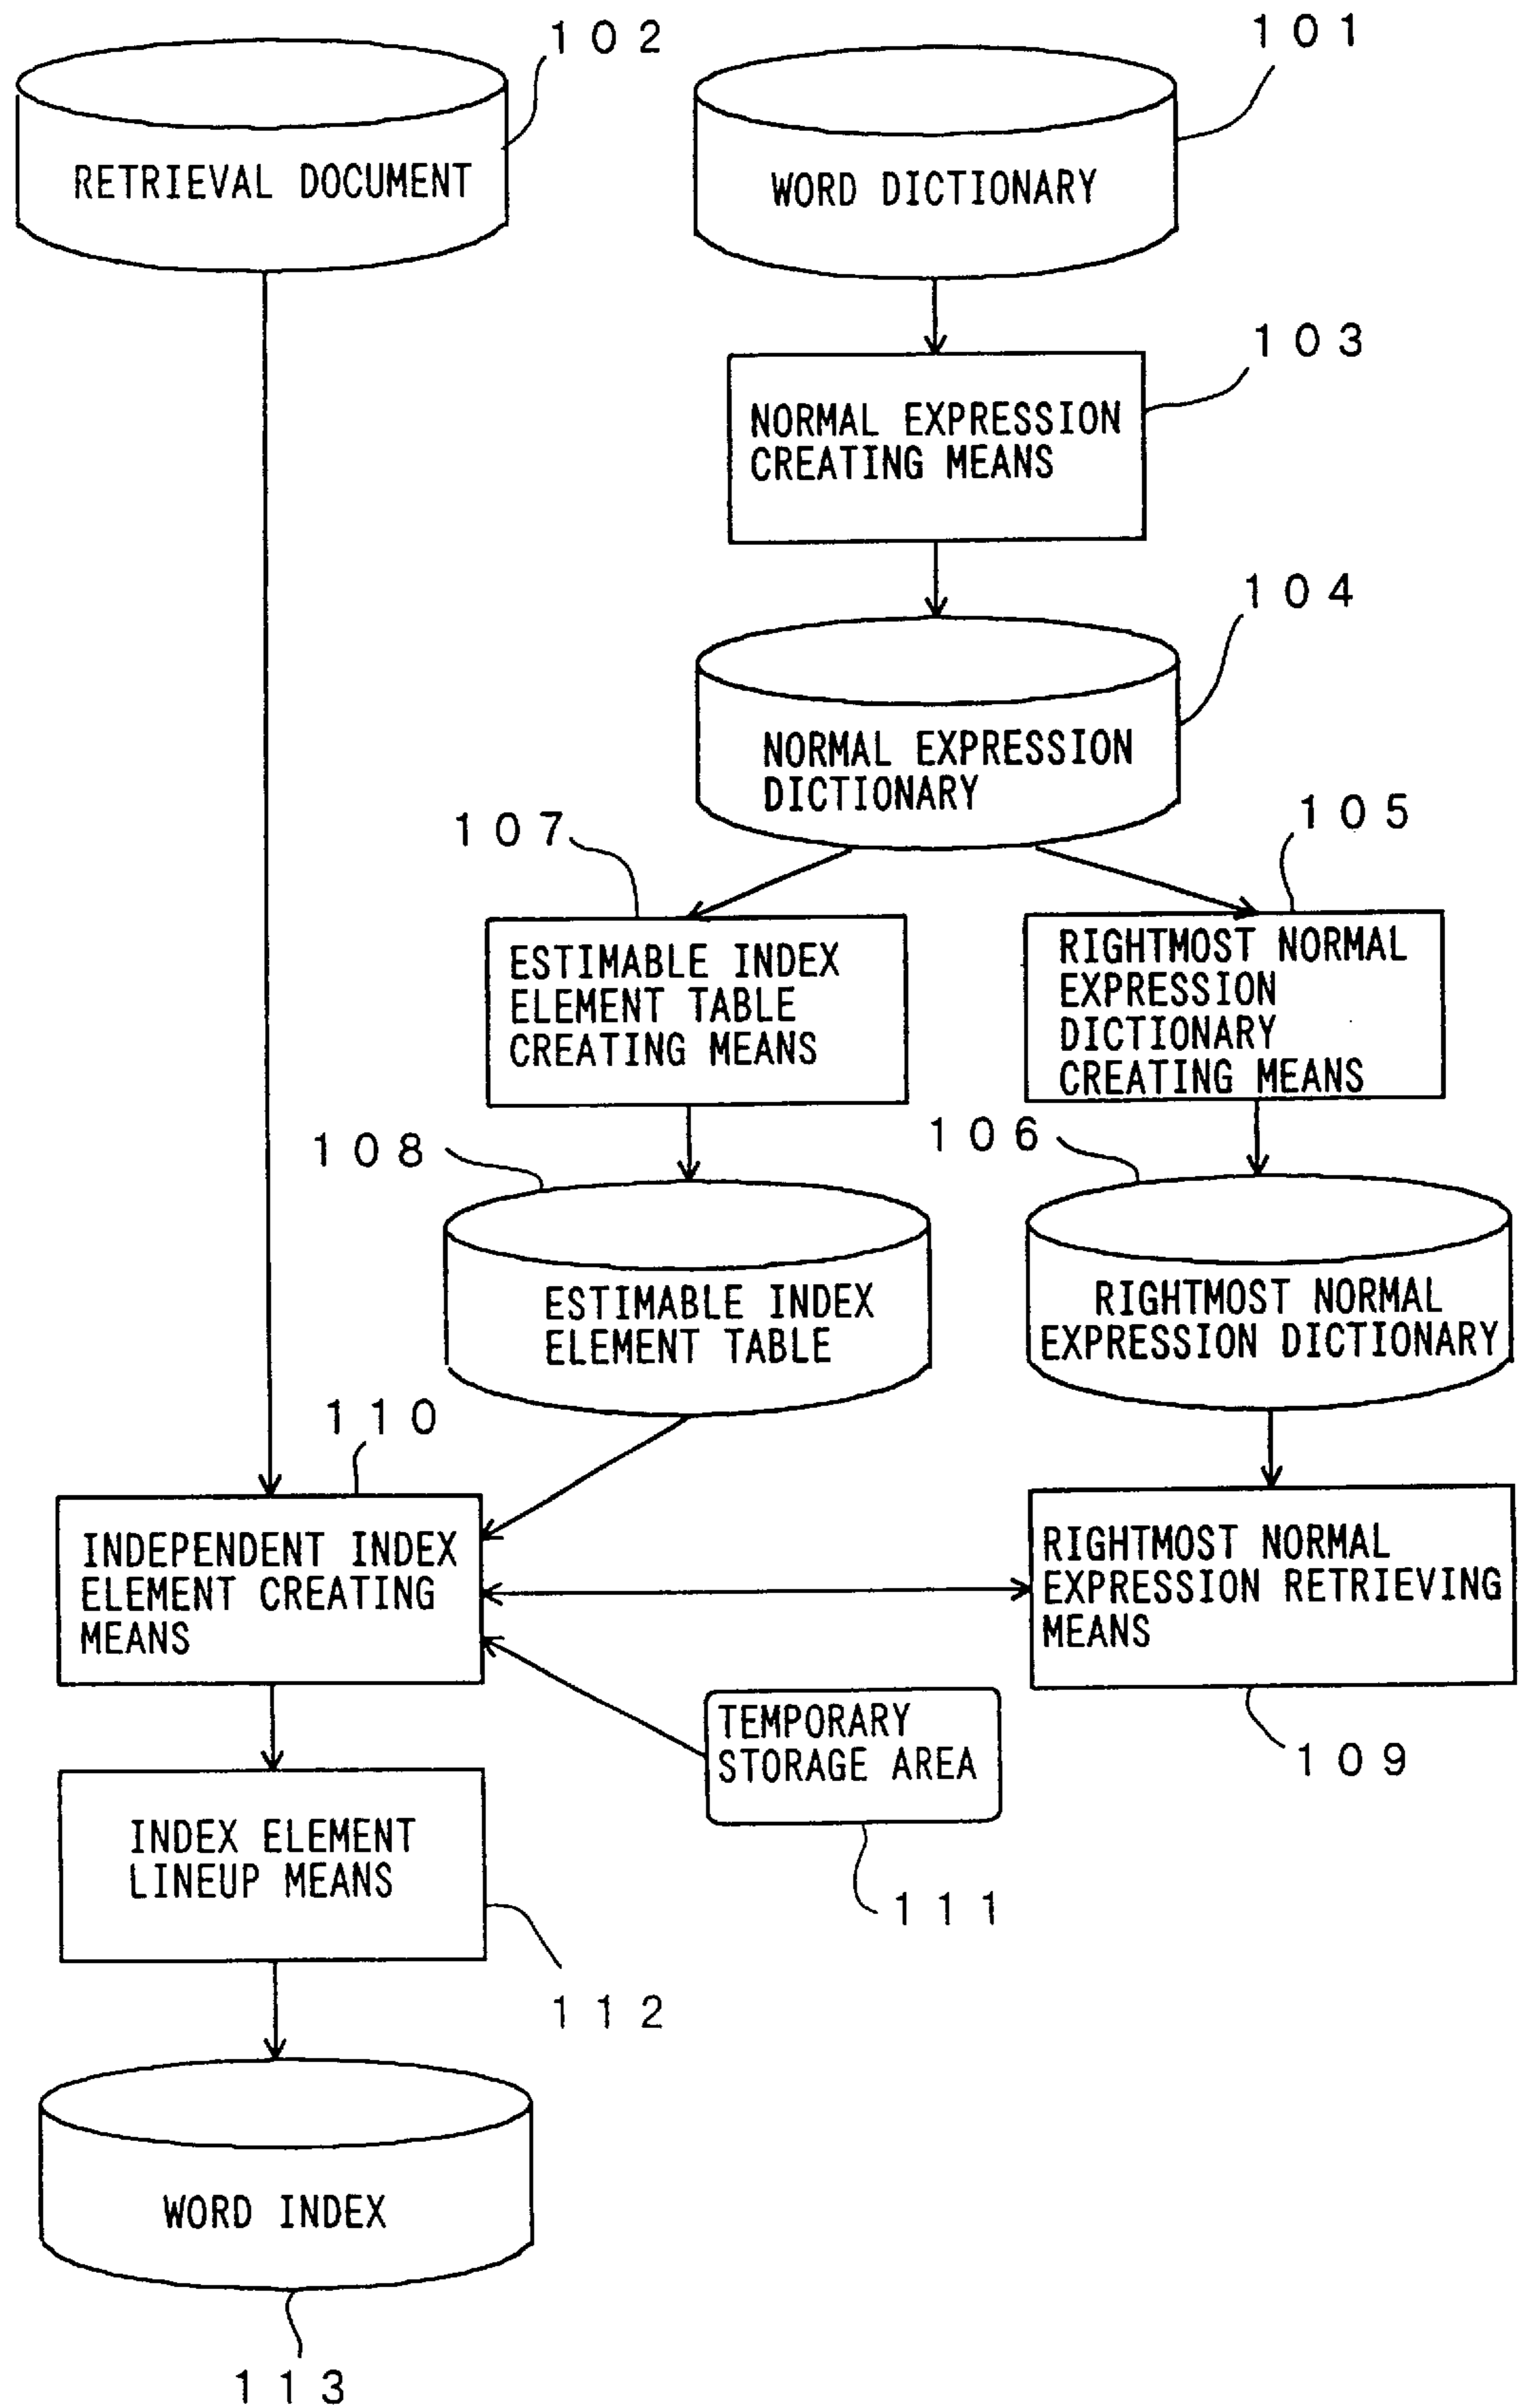 102
101
RETRIEVAL DOCUMENT
WORD DICTIONARY
103
NORMAL EXPRESSION
CREATING MEANS
104
NORMAL EXPRESSION
DICTIONARY
107
105
ESTIMABLE INDEX
ELEMENT TABLE
CREATING MEANS
RIGHTMOST NORMAL
EXPRESSION
DICTIONARY
CREATING MEANS
108
106
ESTIMABLE INDEX
ELEMENT TABLE
RIGHTMOST NORMAL
EXPRESSION DICTIONARY
110
INDEPENDENT INDEX
ELEMENT CREATING
MEANS
RIGHTMOST NORMAL
EXPRESSION RETRIEVING
MEANS
TEMPORARY
STORAGE AREA
109
INDEX ELEMENT
LINEUP MEANS
111
112
WORD INDEX
113